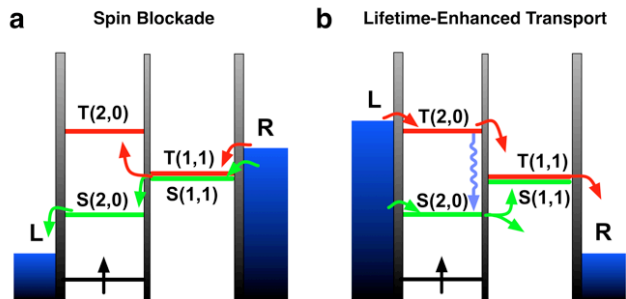 a Spin Blockade
T(2,0)
R
T(1,1)
S(1,1)
S(2,0)
L
b Lifetime-Enhanced Transport
L
T(2,0)
T(1,1)
S(1,1)
S(2,0)
R